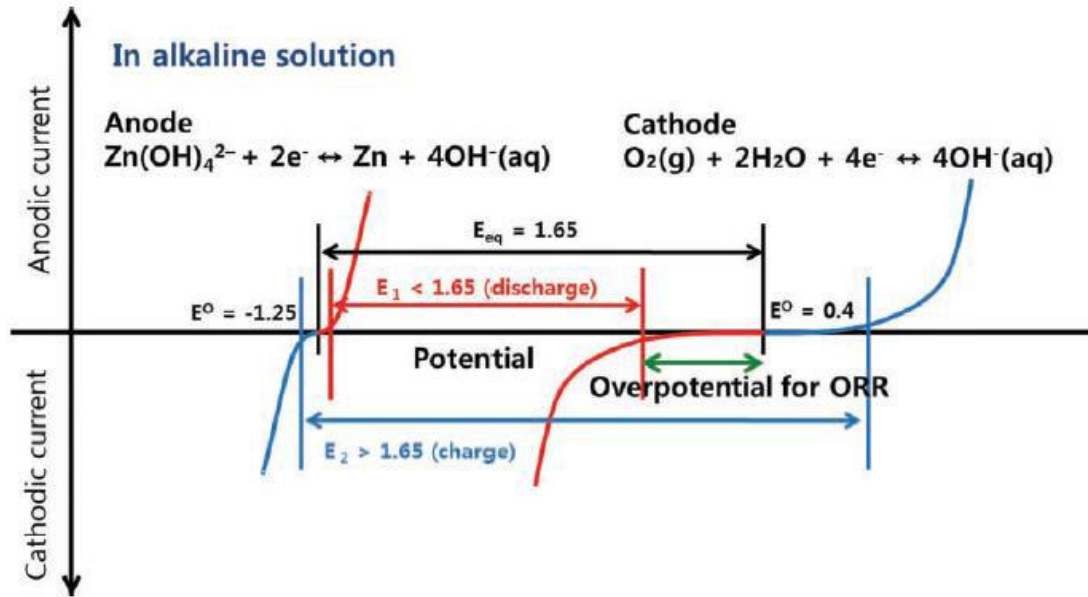 In alkaline solution
Anode
Zn(OH)₄²⁻ + 2e⁻ ↔ Zn + 4OH⁻(aq)
Cathode
O₂(g) + 2H₂O + 4e⁻ ↔ 4OH⁻(aq)
Anodic current
Eeq = 1.65
E₁ < 1.65 (discharge)
E⁰ = -1.25
E⁰ = 0.4
Potential
Overpotential for ORR
E₂ > 1.65 (charge)
Cathodic current